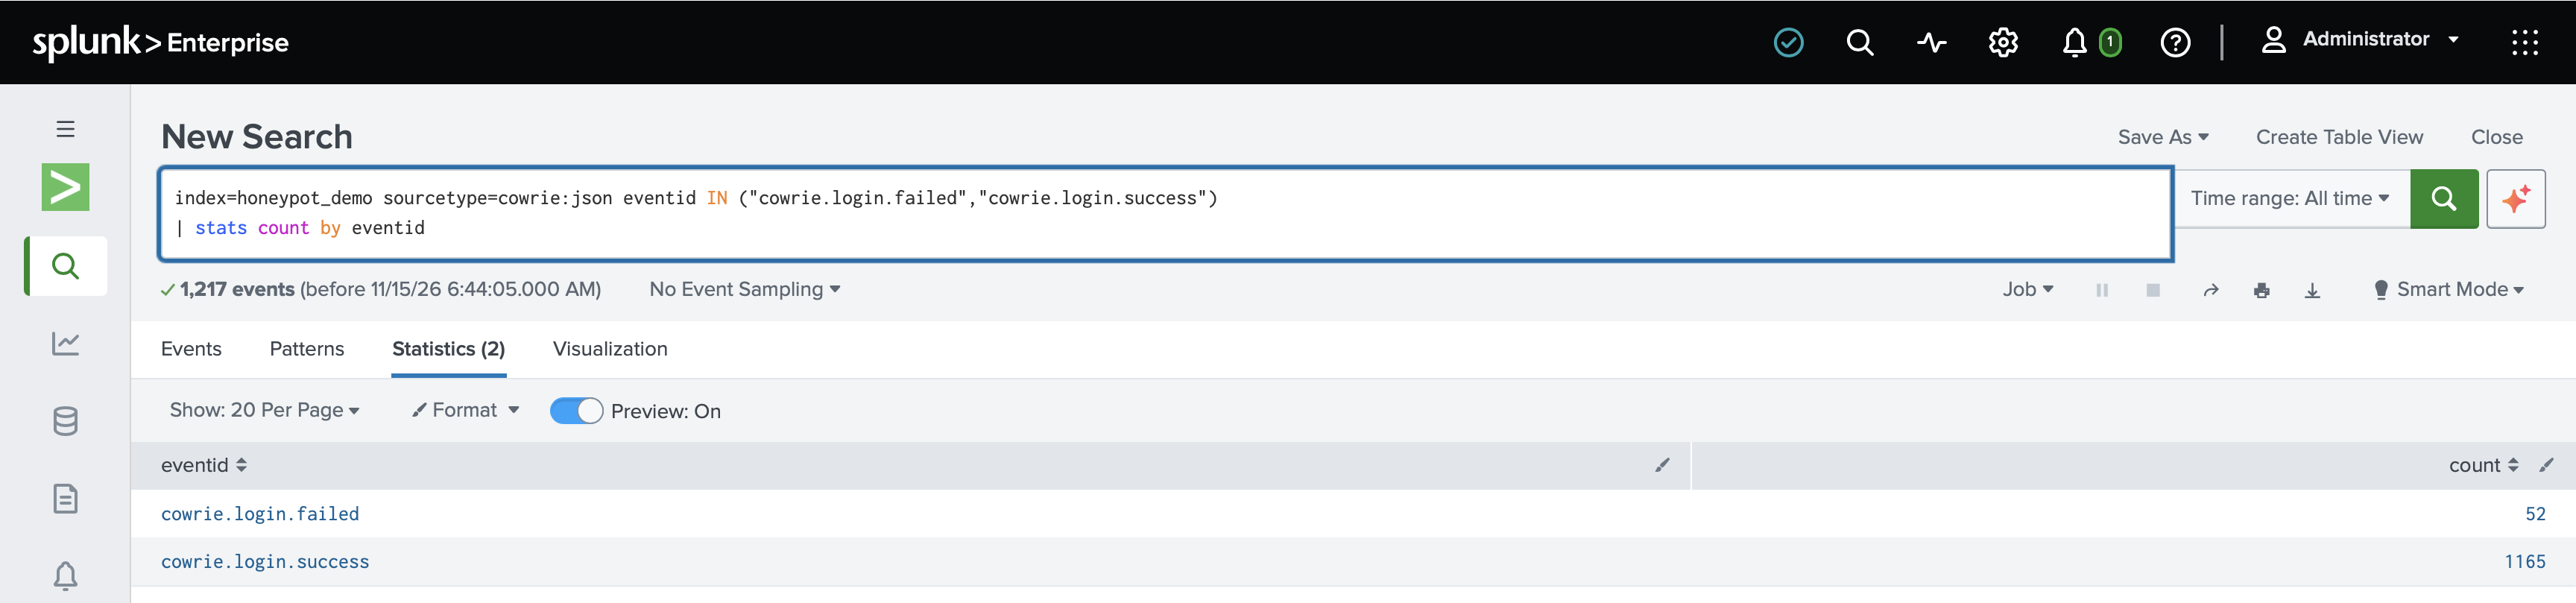 splunk>Enterprise
1
Administrator
New Search
Save As
Create Table View
Close
index=honeypot_demo sourcetype=cowrie:json eventid IN ("cowrie.login.failed","cowrie.login.success")
| stats count by eventid
Time range: All time
1,217 events (before 11/15/26 6:44:05.000 AM)
No Event Sampling
Job
Smart Mode
Events
Patterns
Statistics (2)
Visualization
Show: 20 Per Page
Format
Preview: On
eventid
count
cowrie.login.failed
52
cowrie.login.success
1165